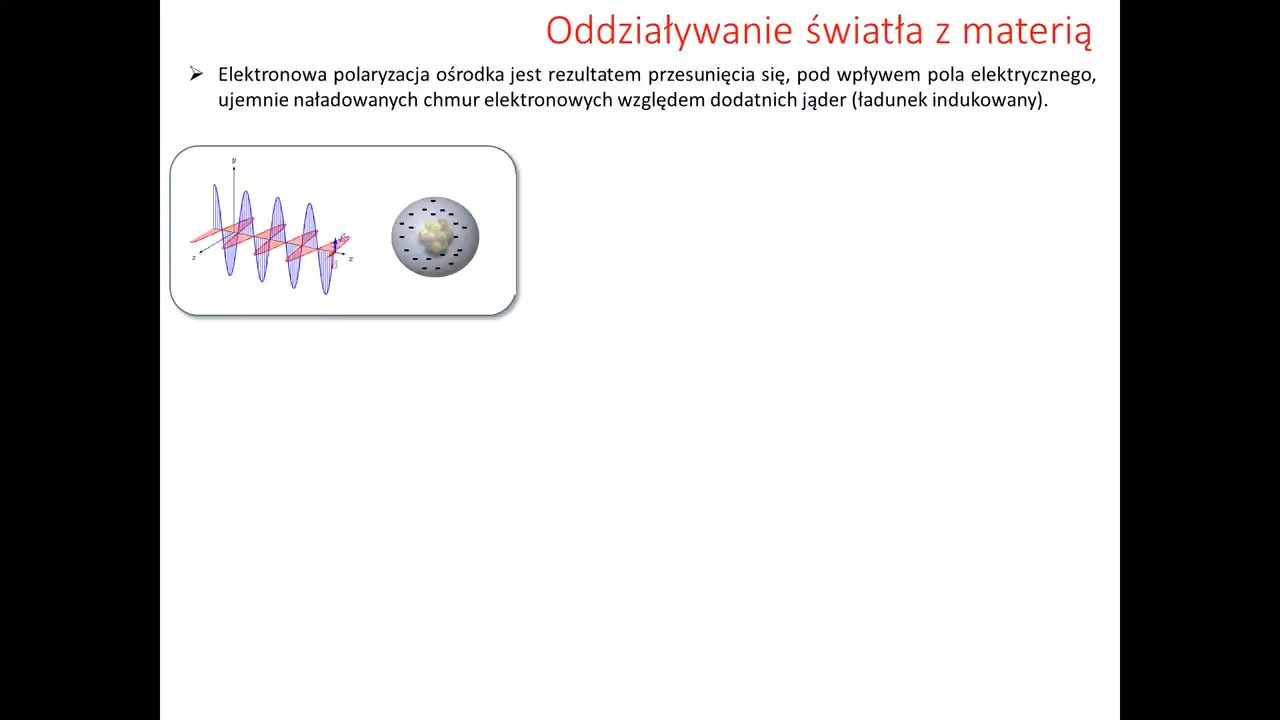 Oddziaływanie światła z materią
➢ Elektronowa polaryzacja ośrodka jest rezultatem przesunięcia się, pod wpływem pola elektrycznego,
ujemnie naładowanych chmur elektronowych względem dodatnich jąder (ładunek indukowany).
y
z
x